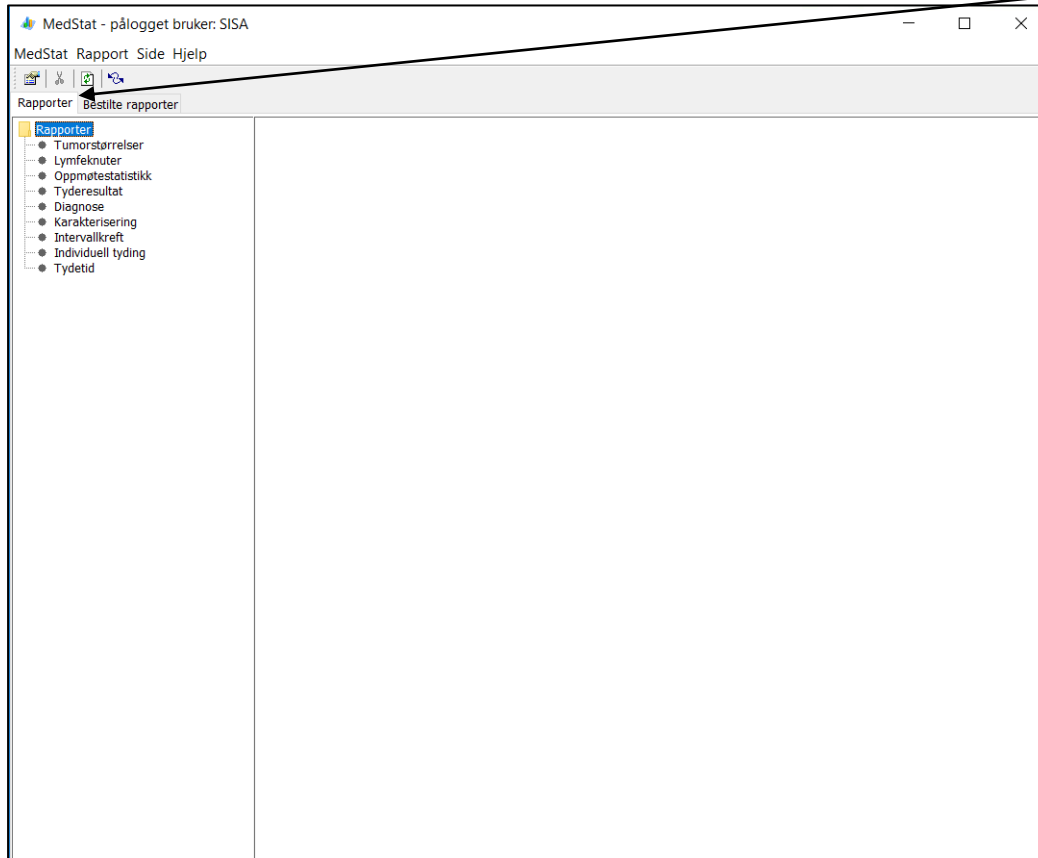 MedStat - pålogget bruker: SISA
MedStat Rapport Side Hjelp
Rapporter Bestilte rapporter
Rapporter
Tumorstørrelser
Lymfeknuter
Oppmøtestatistikk
Tyderesultat
Diagnose
Karakterisering
Intervallkreft
Individuell tyding
Tydetid